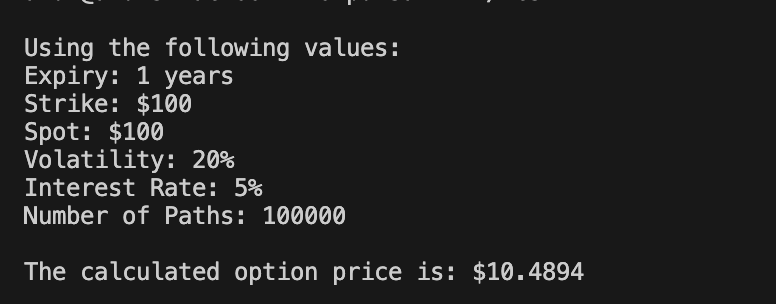 Using the following values:
Expiry: 1 years
Strike: $100
Spot: $100
Volatility: 20%
Interest Rate: 5%
Number of Paths: 100000
The calculated option price is: $10.4894